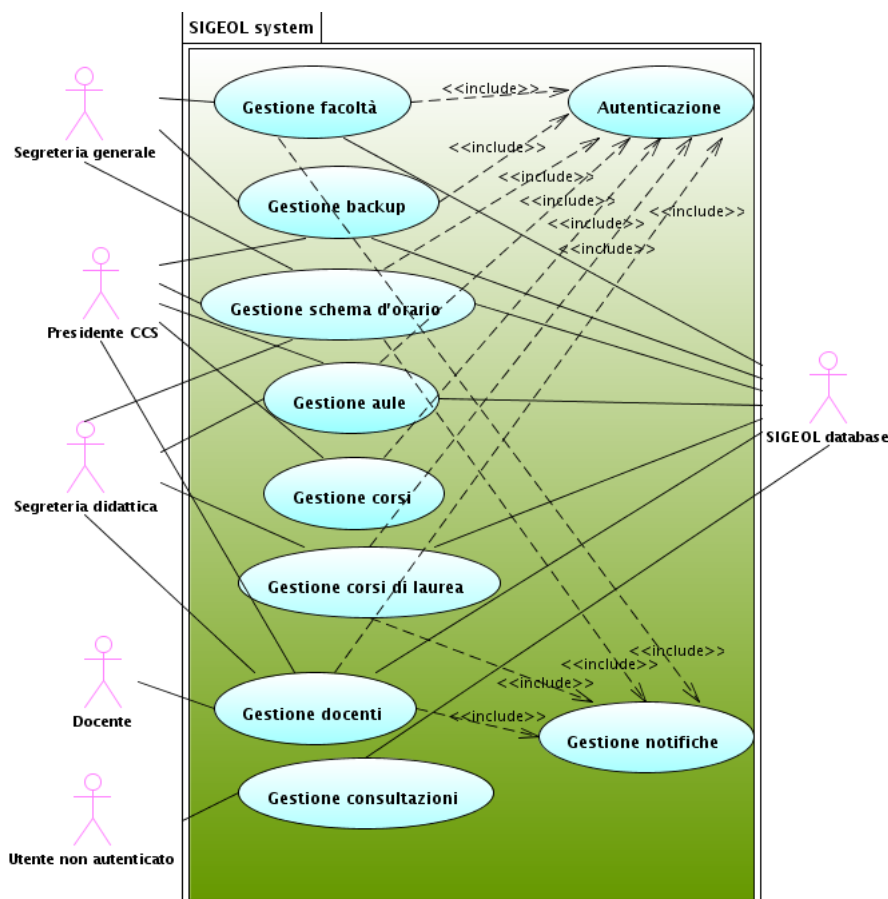 SIGEOL system
Gestione facoltà
<<include>>
Autenticazione
Segreteria generale
<<include>>
<<include>>
Gestione backup
<<include>>
<<include>>
<<include>>
<<include>>
Gestione schema d'orario
Presidente CCS
Gestione aule
SIGEOL database
Gestione corsi
Segreteria didattica
Gestione corsi di laurea
<<include>>
<<include>>
<<include>>
<<include>>
Docente
Gestione docenti
Gestione notifiche
Gestione consultazioni
Utente non autenticato